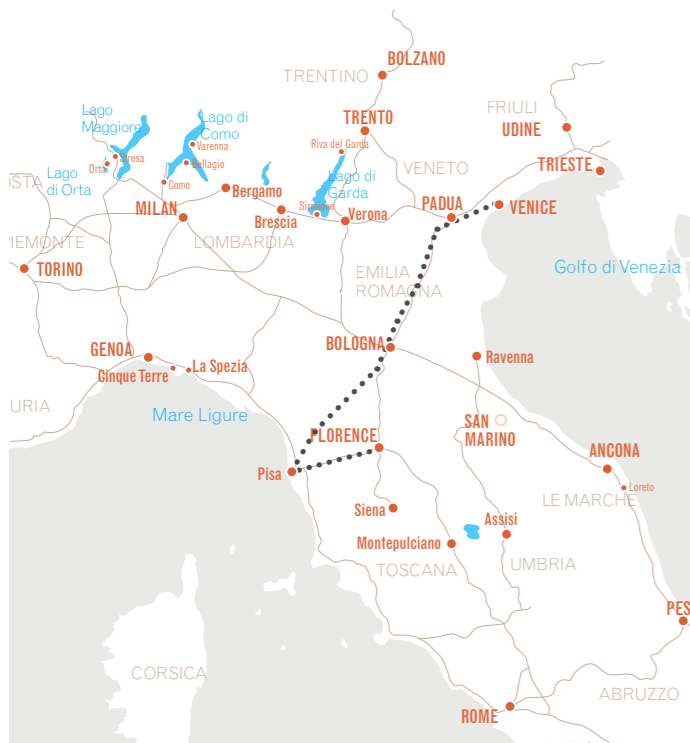 BOLZANO
TRENTINO
Lago
Maggiore
Lago di
Como
FRIULI
TRENTO
UDINE
Varenna
Riva del Garda
Stresa
Orta
Bellagio
VENETO
TRIESTE
Lago
di Orta
Lago di
Garda
OSTA
Como
Bergamo
Sirmione
PADUA
VENICE
MILAN
Brescia
Verona
PIEMONTE
LOMBARDIA
TORINO
EMILIA
ROMAGNA
Golfo di Venezia
GENOA
BOLOGNA
Ravenna
Cinque Terre
La Spezia
URIA
Mare Ligure
SAN
MARINO
FLORENCE
ANCONA
Pisa
Loreto
LE MARCHE
Siena
Assisi
Montepulciano
UMBRIA
TOSCANA
PES
CORSICA
ABRUZZO
ROME